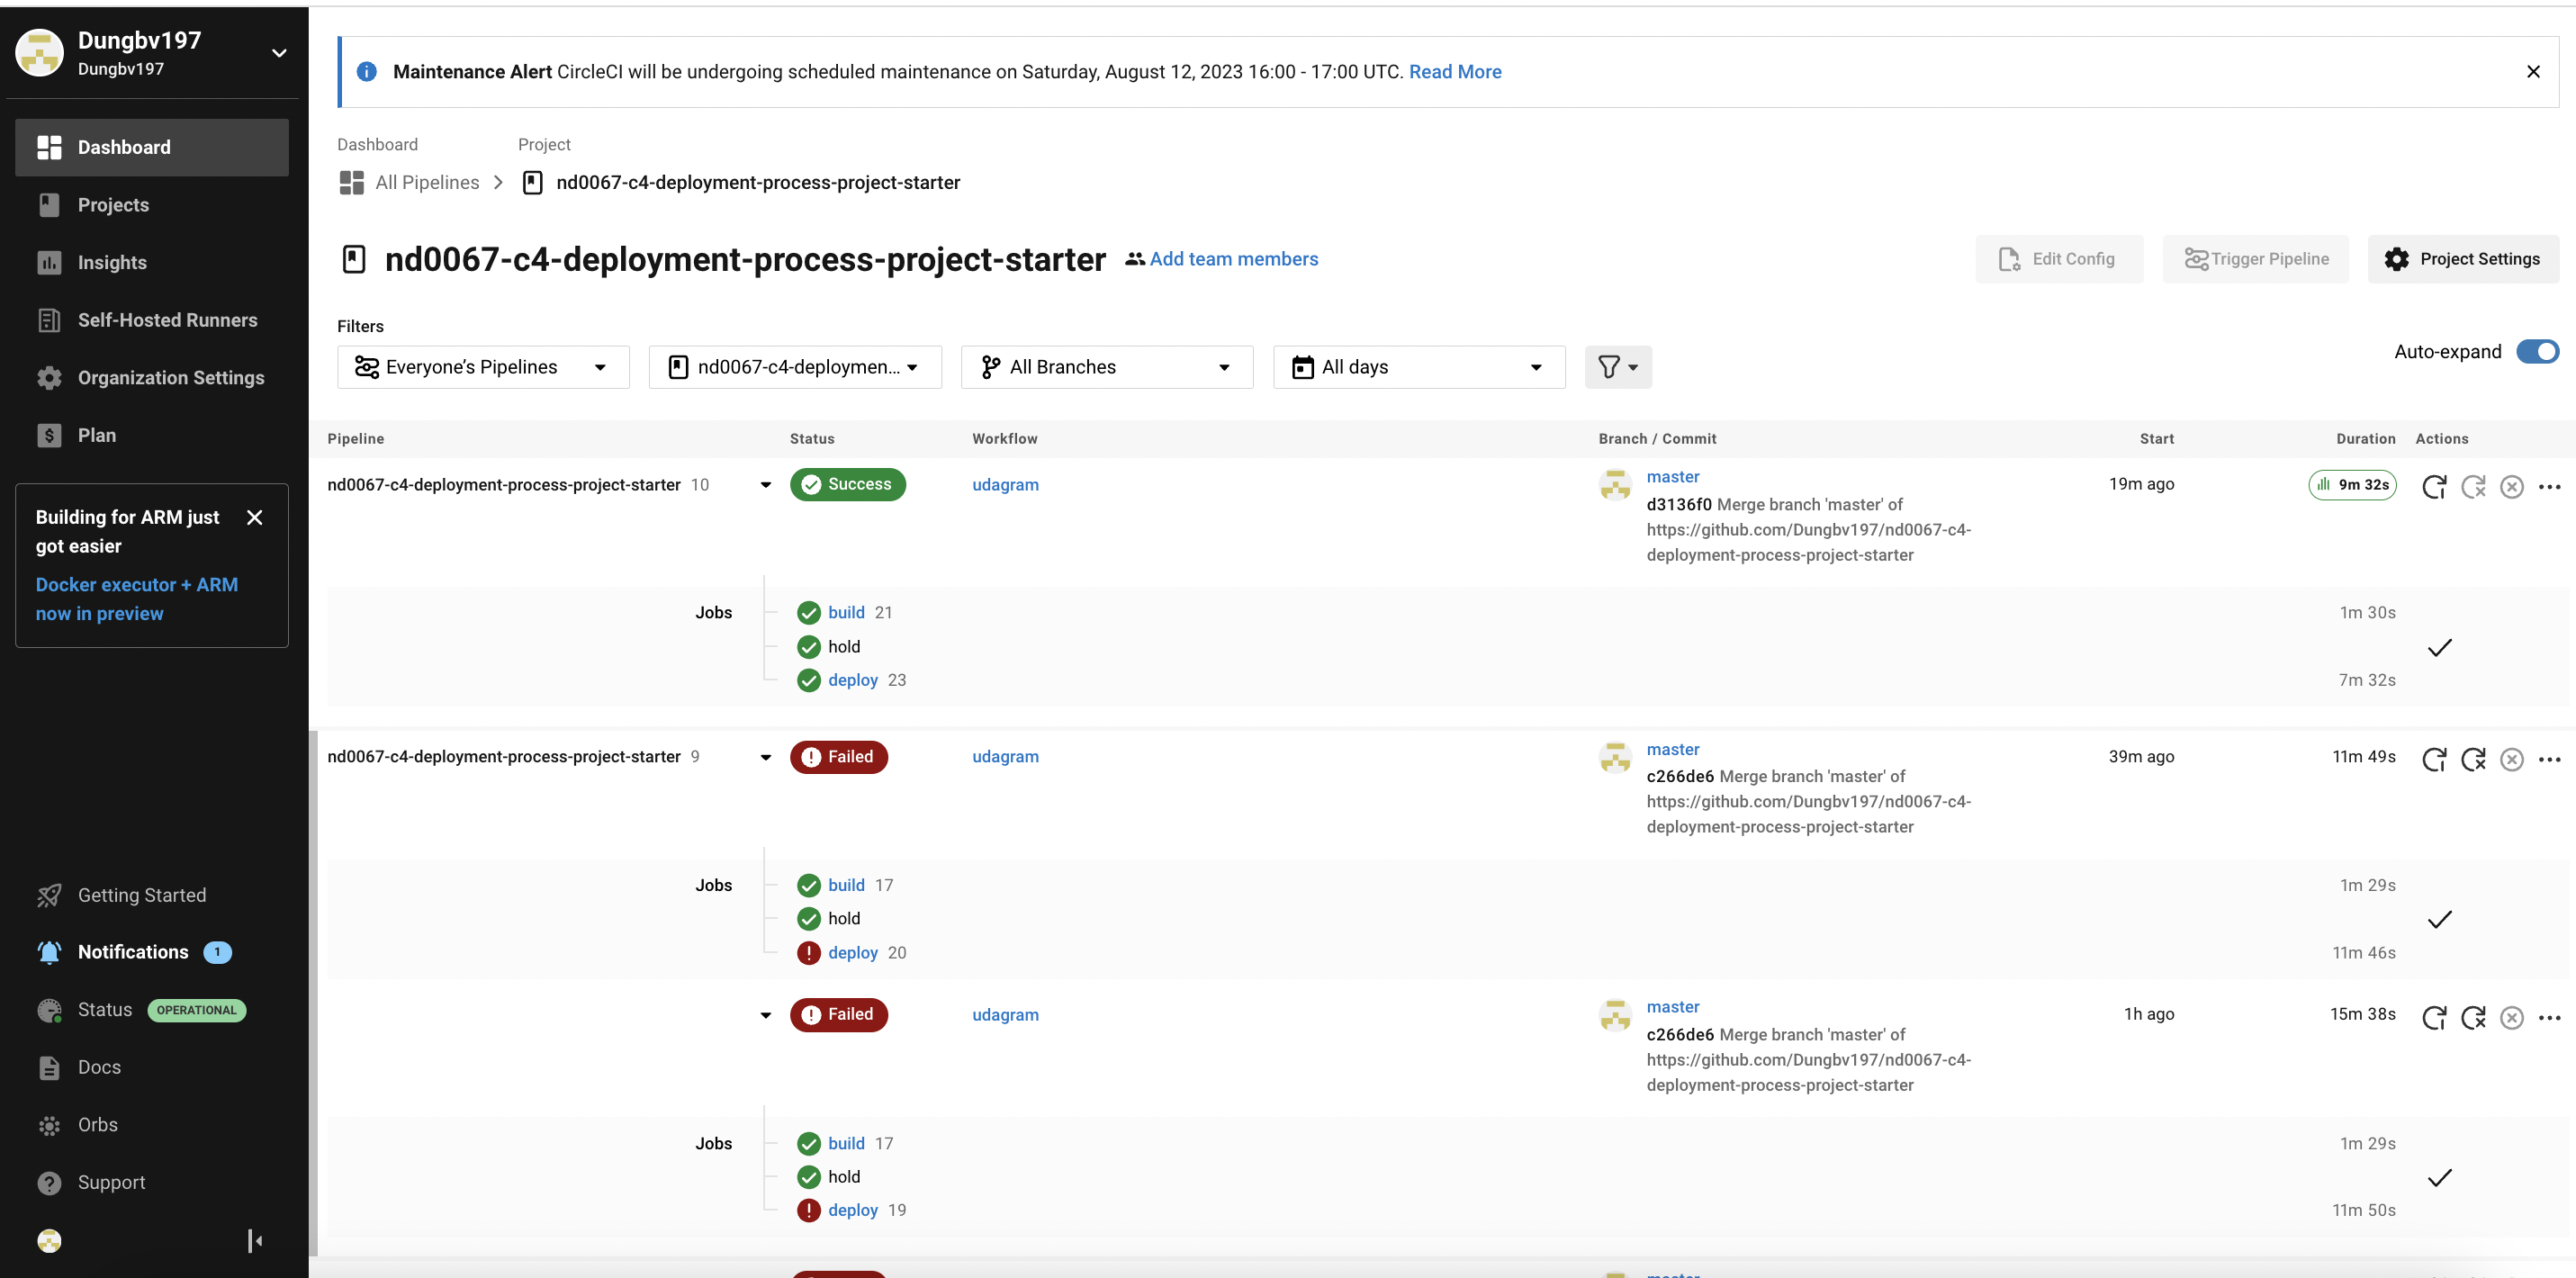 Dungbv197
Dungbv197
Dashboard
Projects
Insights
Self-Hosted Runners
Organization Settings
Plan
Building for ARM just
got easier
Docker executor + ARM
now in preview
Getting Started
Notifications 1
Status OPERATIONAL
Docs
Orbs
Support
Maintenance Alert CircleCI will be undergoing scheduled maintenance on Saturday, August 12, 2023 16:00 - 17:00 UTC. Read More
Dashboard Project
All Pipelines nd0067-c4-deployment-process-project-starter
nd0067-c4-deployment-process-project-starter Add team members Edit Config Trigger Pipeline Project Settings
Filters
Everyone's Pipelines nd0067-c4-deploymen... All Branches All days Auto-expand
Pipeline Status Workflow Branch / Commit Start Duration Actions
nd0067-c4-deployment-process-project-starter 10 Success udagram master 19m ago 9m 32s
d3136f0 Merge branch 'master' of
https://github.com/Dungbv197/nd0067-c4-
deployment-process-project-starter
Jobs build 21 1m 30s
hold
deploy 23 7m 32s
nd0067-c4-deployment-process-project-starter 9 Failed udagram master 39m ago 11m 49s
c266de6 Merge branch 'master' of
https://github.com/Dungbv197/nd0067-c4-
deployment-process-project-starter
Jobs build 17 1m 29s
hold
deploy 20 11m 46s
Failed udagram master 1h ago 15m 38s
c266de6 Merge branch 'master' of
https://github.com/Dungbv197/nd0067-c4-
deployment-process-project-starter
Jobs build 17 1m 29s
hold
deploy 19 11m 50s